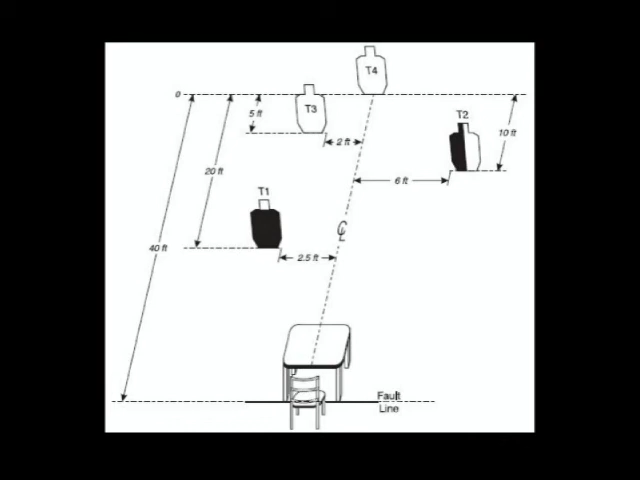 T4
0
T3
5 ft
T2
10 ft
2 ft
20 ft
6 ft
T1
CL
40 ft
2.5 ft
Fault
Line